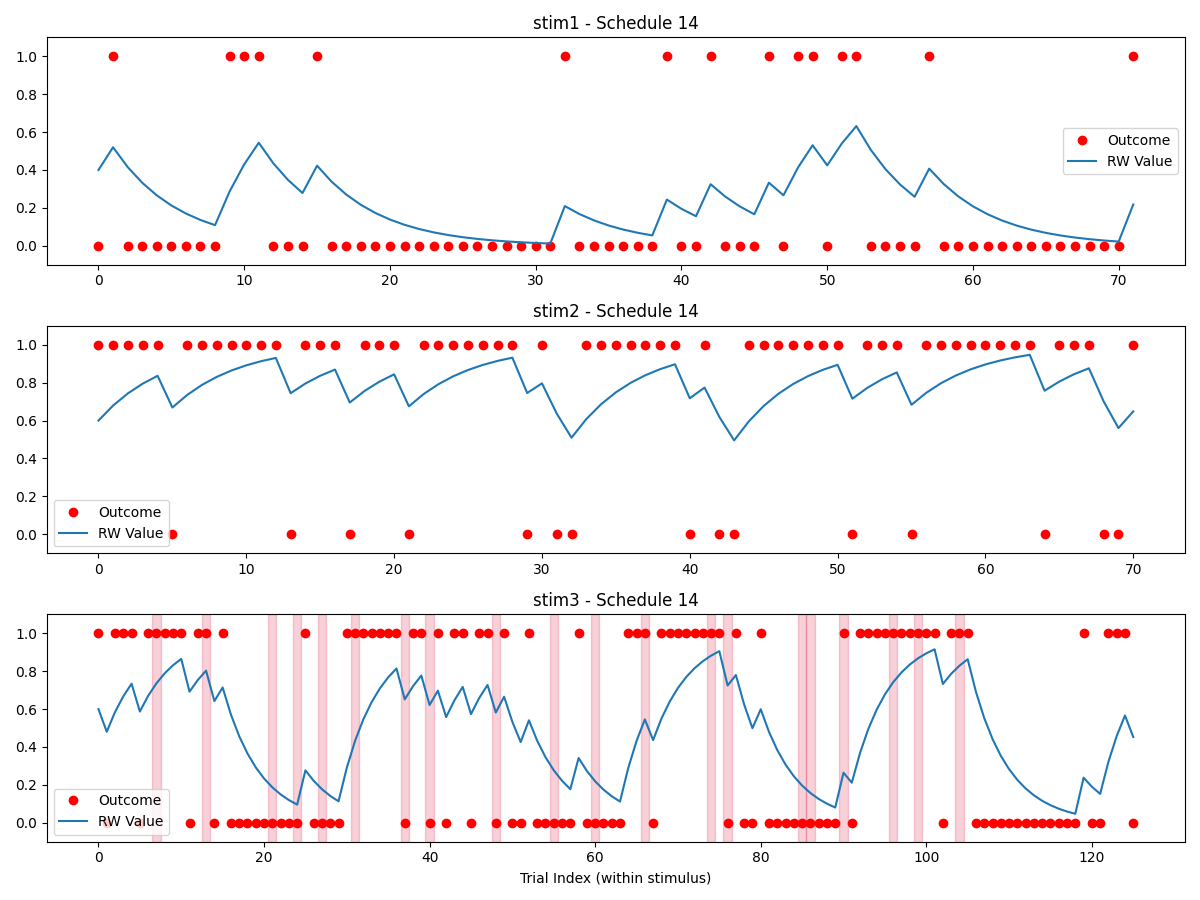 stim1 - Schedule 14
1.0
0.8
0.6
0.4
0.2
0.0
Outcome
RW Value
0 10 20 30 40 50 60 70
stim2 - Schedule 14
1.0
0.8
0.6
0.4
0.2
0.0
Outcome
RW Value
0 10 20 30 40 50 60 70
stim3 - Schedule 14
1.0
0.8
0.6
0.4
0.2
0.0
Outcome
RW Value
0 20 40 60 80 100 120
Trial Index (within stimulus)